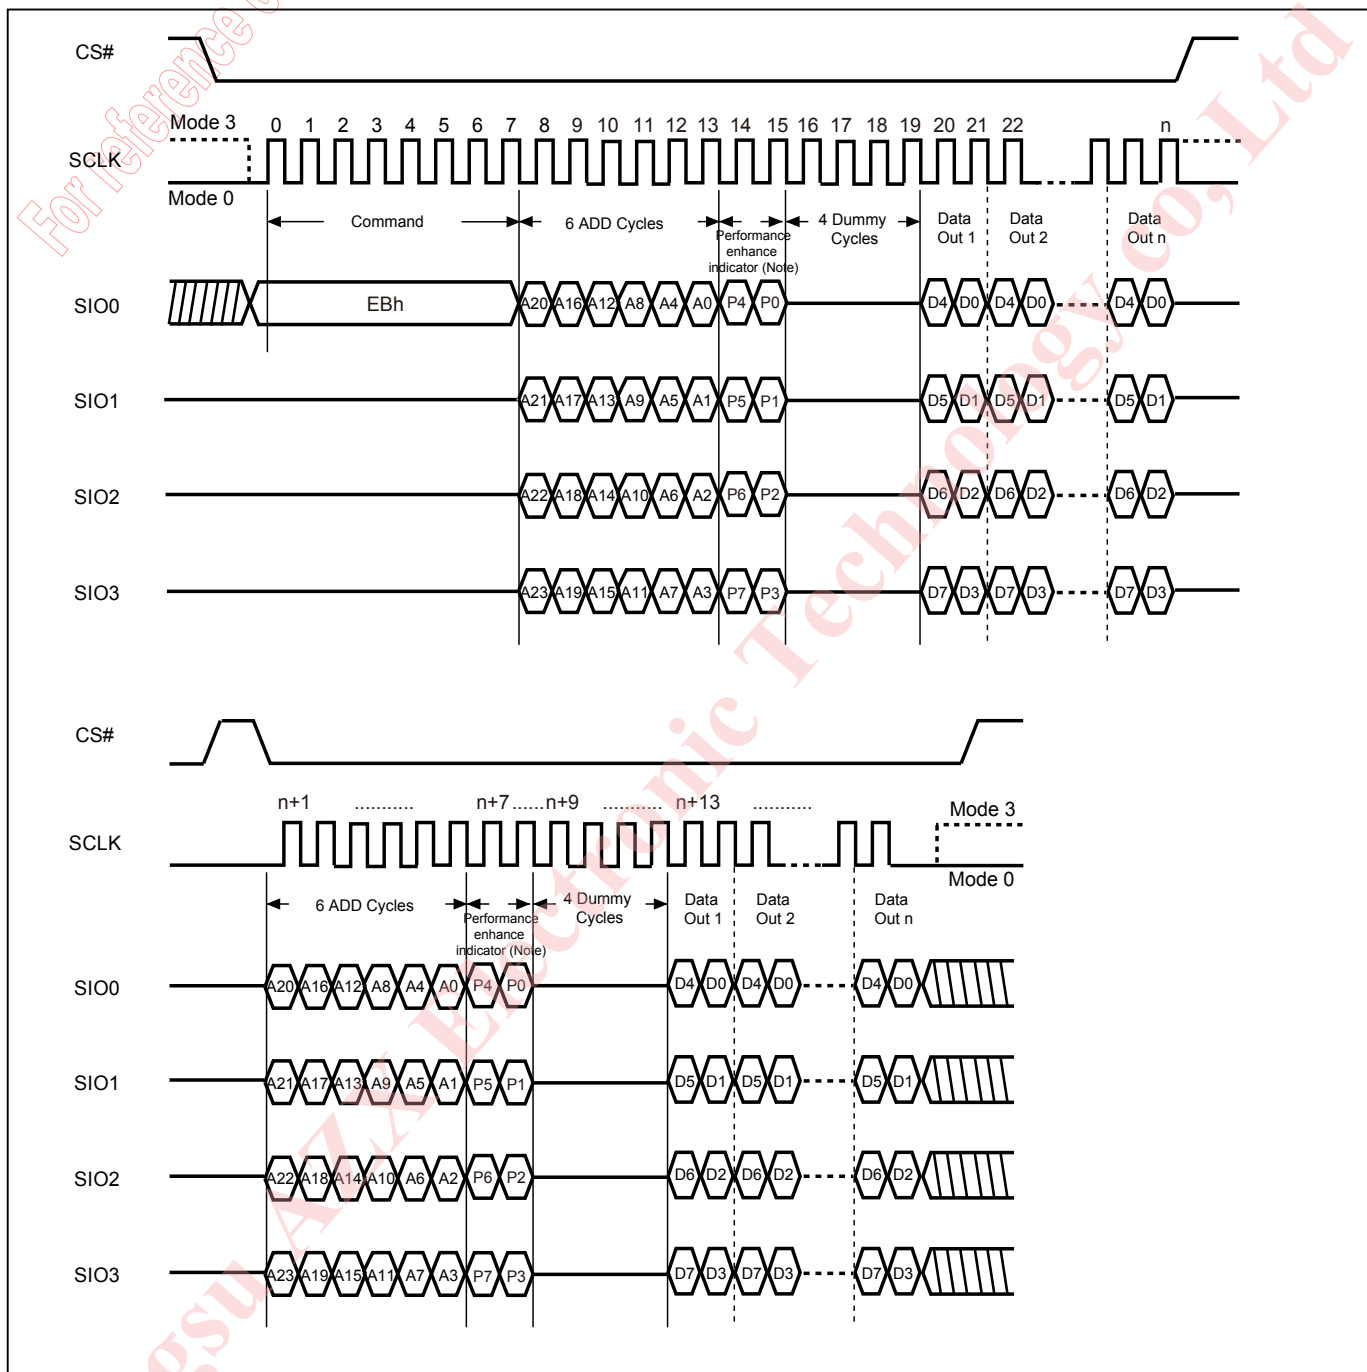 For reference
CS#
Mode 3
0 1 2 3 4 5 6 7 8 9 10 11 12 13 14 15 16 17 18 19 20 21 22 n
SCLK
Mode 0
Command 6 ADD Cycles 4 Dummy Cycles Data Out 1 Data Out 2 Data Out n
Performance enhance indicator (Note)
SIO0 EBh A20 A16 A12 A8 A4 A0 P4 P0 D4 D0 D4 D0 D4 D0
SIO1 A21 A17 A13 A9 A5 A1 P5 P1 D5 D1 D5 D1 D5 D1
SIO2 A22 A18 A14 A10 A6 A2 P6 P2 D6 D2 D6 D2 D6 D2
SIO3 A23 A19 A15 A11 A7 A3 P7 P3 D7 D3 D7 D3 D7 D3
CS#
n+1 ........... n+7 ......n+9 ............ n+13 ...........
Mode 3
SCLK
Mode 0
6 ADD Cycles 4 Dummy Cycles Data Out 1 Data Out 2 Data Out n
Performance enhance indicator (Note)
SIO0 A20 A16 A12 A8 A4 A0 P4 P0 D4 D0 D4 D0 D4 D0
SIO1 A21 A17 A13 A9 A5 A1 P5 P1 D5 D1 D5 D1 D5 D1
SIO2 A22 A18 A14 A10 A6 A2 P6 P2 D6 D2 D6 D2 D6 D2
SIO3 A23 A19 A15 A11 A7 A3 P7 P3 D7 D3 D7 D3 D7 D3
AZX Electronic Technology co, Ltd